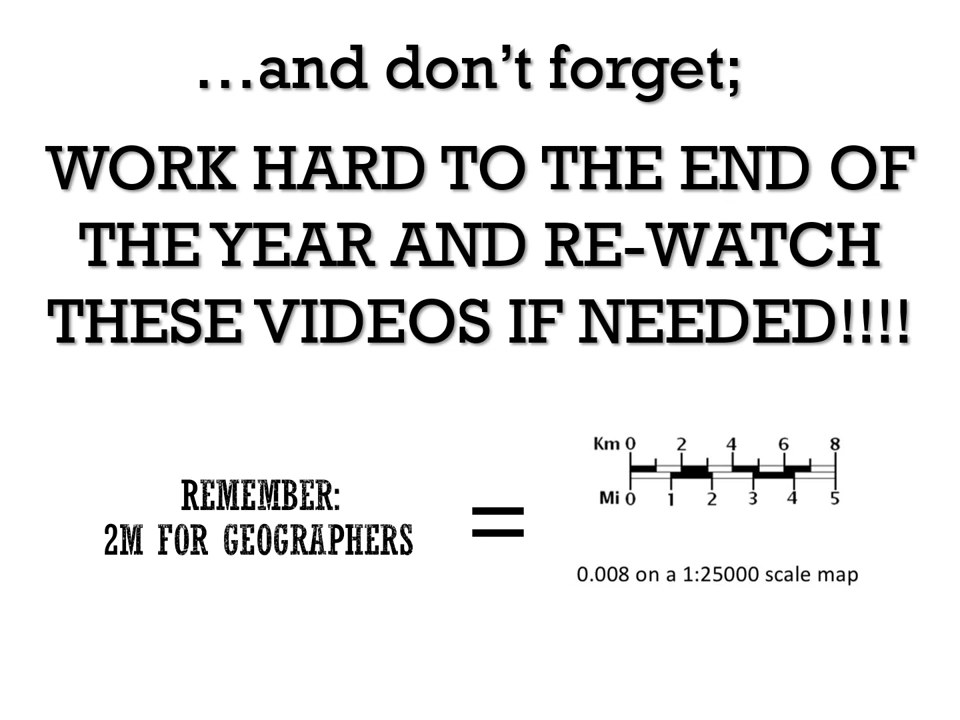 …and don’t forget;
WORK HARD TO THE END OF
THE YEAR AND RE-WATCH
THESE VIDEOS IF NEEDED!!!!
REMEMBER:
2M FOR GEOGRAPHERS
=
Km 0 2 4 6 8
Mi 0 1 2 3 4 5
0.008 on a 1:25000 scale map